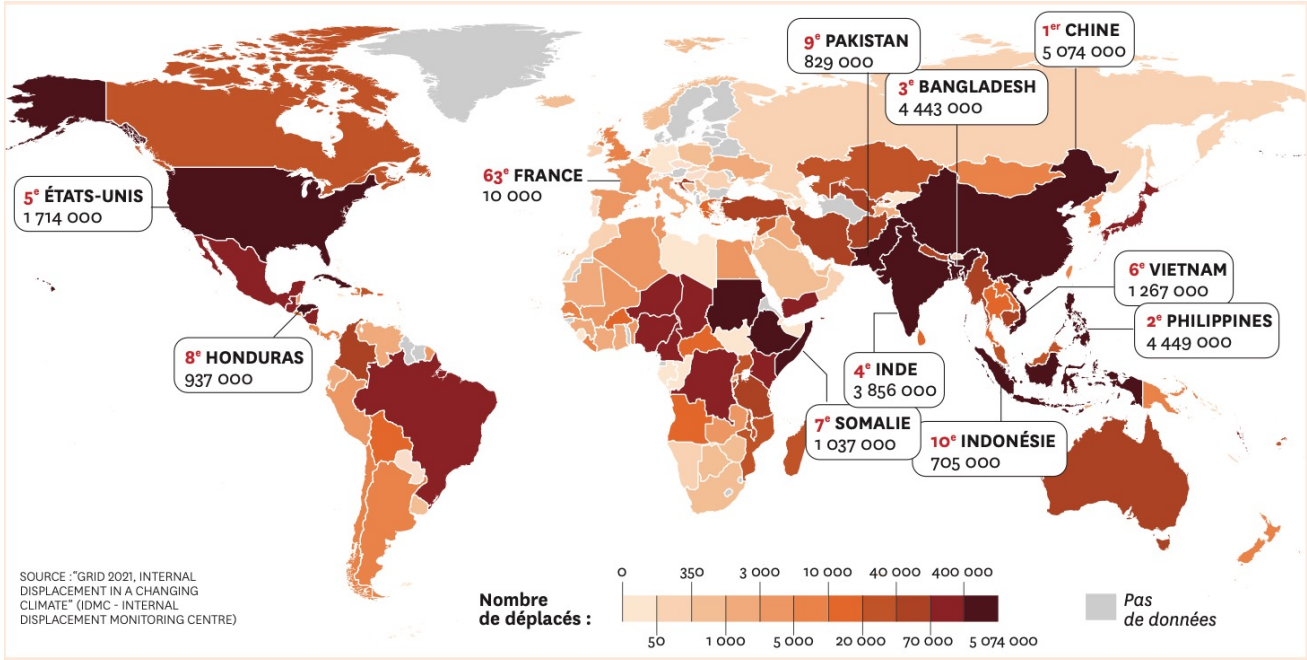 1er CHINE
5 074 000
9e PAKISTAN
829 000
3e BANGLADESH
4 443 000
63e FRANCE
10 000
5e ÉTATS-UNIS
1 714 000
6e VIETNAM
1 267 000
2e PHILIPPINES
4 449 000
8e HONDURAS
937 000
4e INDE
3 856 000
7e SOMALIE
1 037 000
10e INDONÉSIE
705 000
SOURCE :"GRID 2021, INTERNAL
DISPLACEMENT IN A CHANGING
CLIMATE" (IDMC - INTERNAL
DISPLACEMENT MONITORING CENTRE)
Nombre
de déplacés :
0 350 3 000 10 000 40 000 400 000
50 1 000 5 000 20 000 70 000 5 074 000
Pas
de données